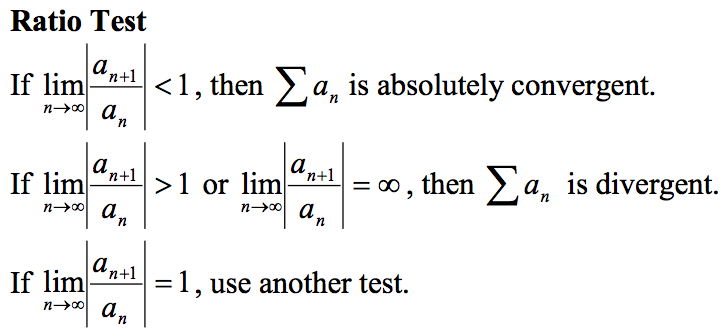 Ratio Test
If lim_{n→∞} |a_{n+1}/a_n| < 1, then ∑ a_n is absolutely convergent.
If lim_{n→∞} |a_{n+1}/a_n| > 1 or lim_{n→∞} |a_{n+1}/a_n| = ∞, then ∑ a_n is divergent.
If lim_{n→∞} |a_{n+1}/a_n| = 1, use another test.